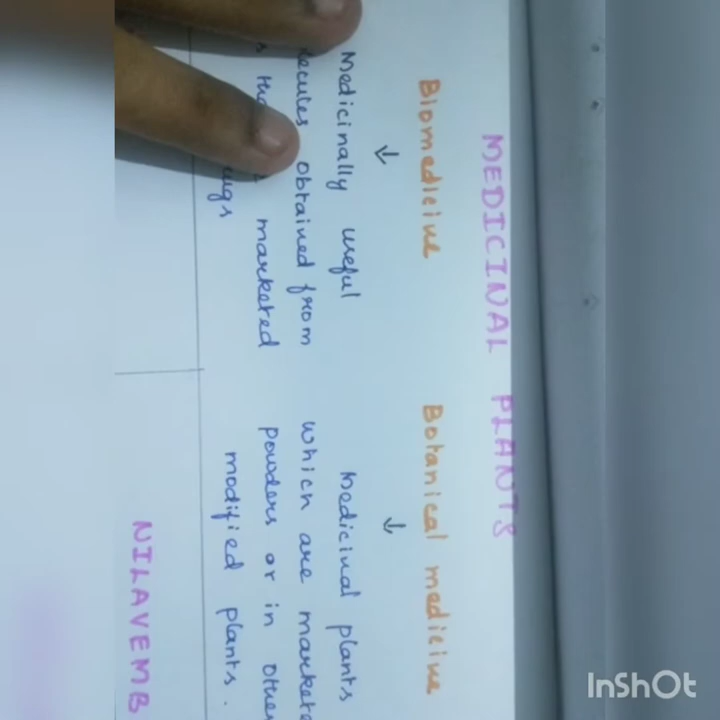 MEDICINAL PLANTS
Biomedicine
↓
Medicinally useful
obtained from
marketed
Botanical medicine
↓
Medicinal plants
which are
powders or in
modified plants.
NILAVEMB
InShOt